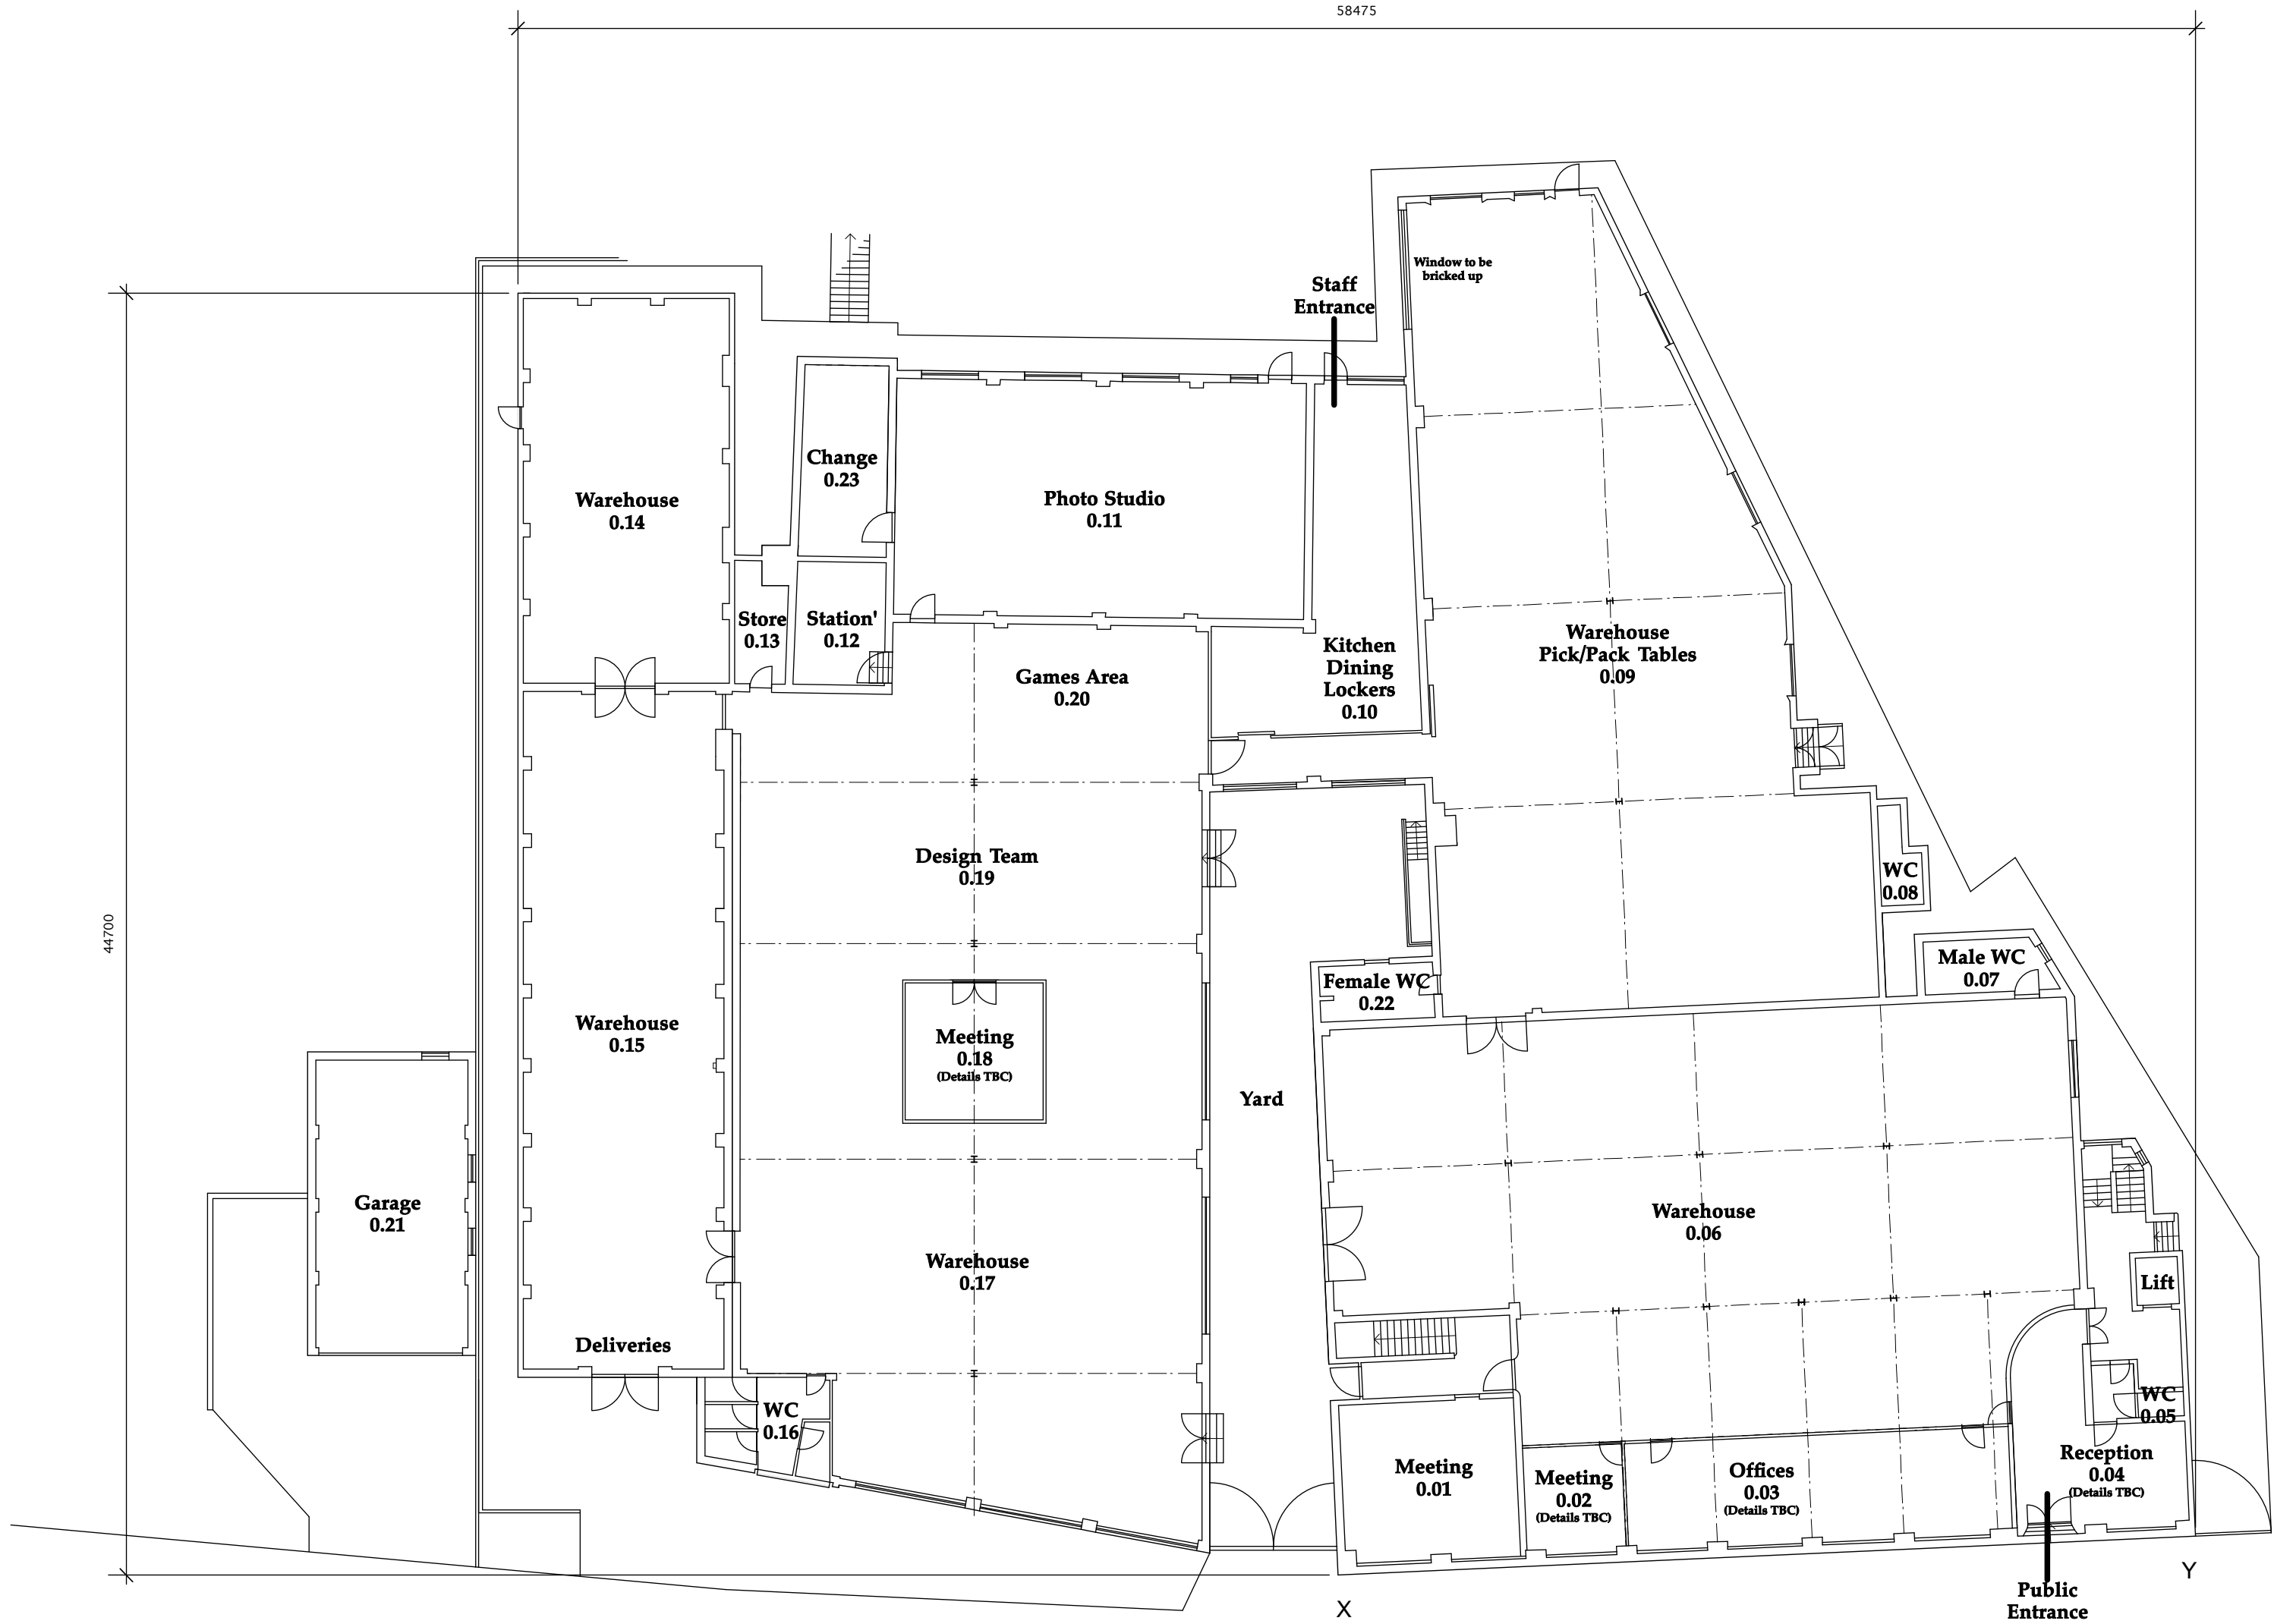 58475
Window to be
bricked up
Staff
Entrance
Change
0.23
Warehouse
0.14
Photo Studio
0.11
Store
0.13
Station'
0.12
Games Area
0.20
Kitchen
Dining
Lockers
0.10
Warehouse
Pick/Pack Tables
0.09
Design Team
0.19
WC
0.08
44700
Male WC
0.07
Female WC
0.22
Warehouse
0.15
Meeting
0.18
(Details TBC)
Yard
Garage
0.21
Warehouse
0.06
Warehouse
0.17
Lift
Deliveries
WC
0.16
WC
0.05
Meeting
0.01
Meeting
0.02
(Details TBC)
Offices
0.03
(Details TBC)
Reception
0.04
(Details TBC)
X
Y
Public
Entrance